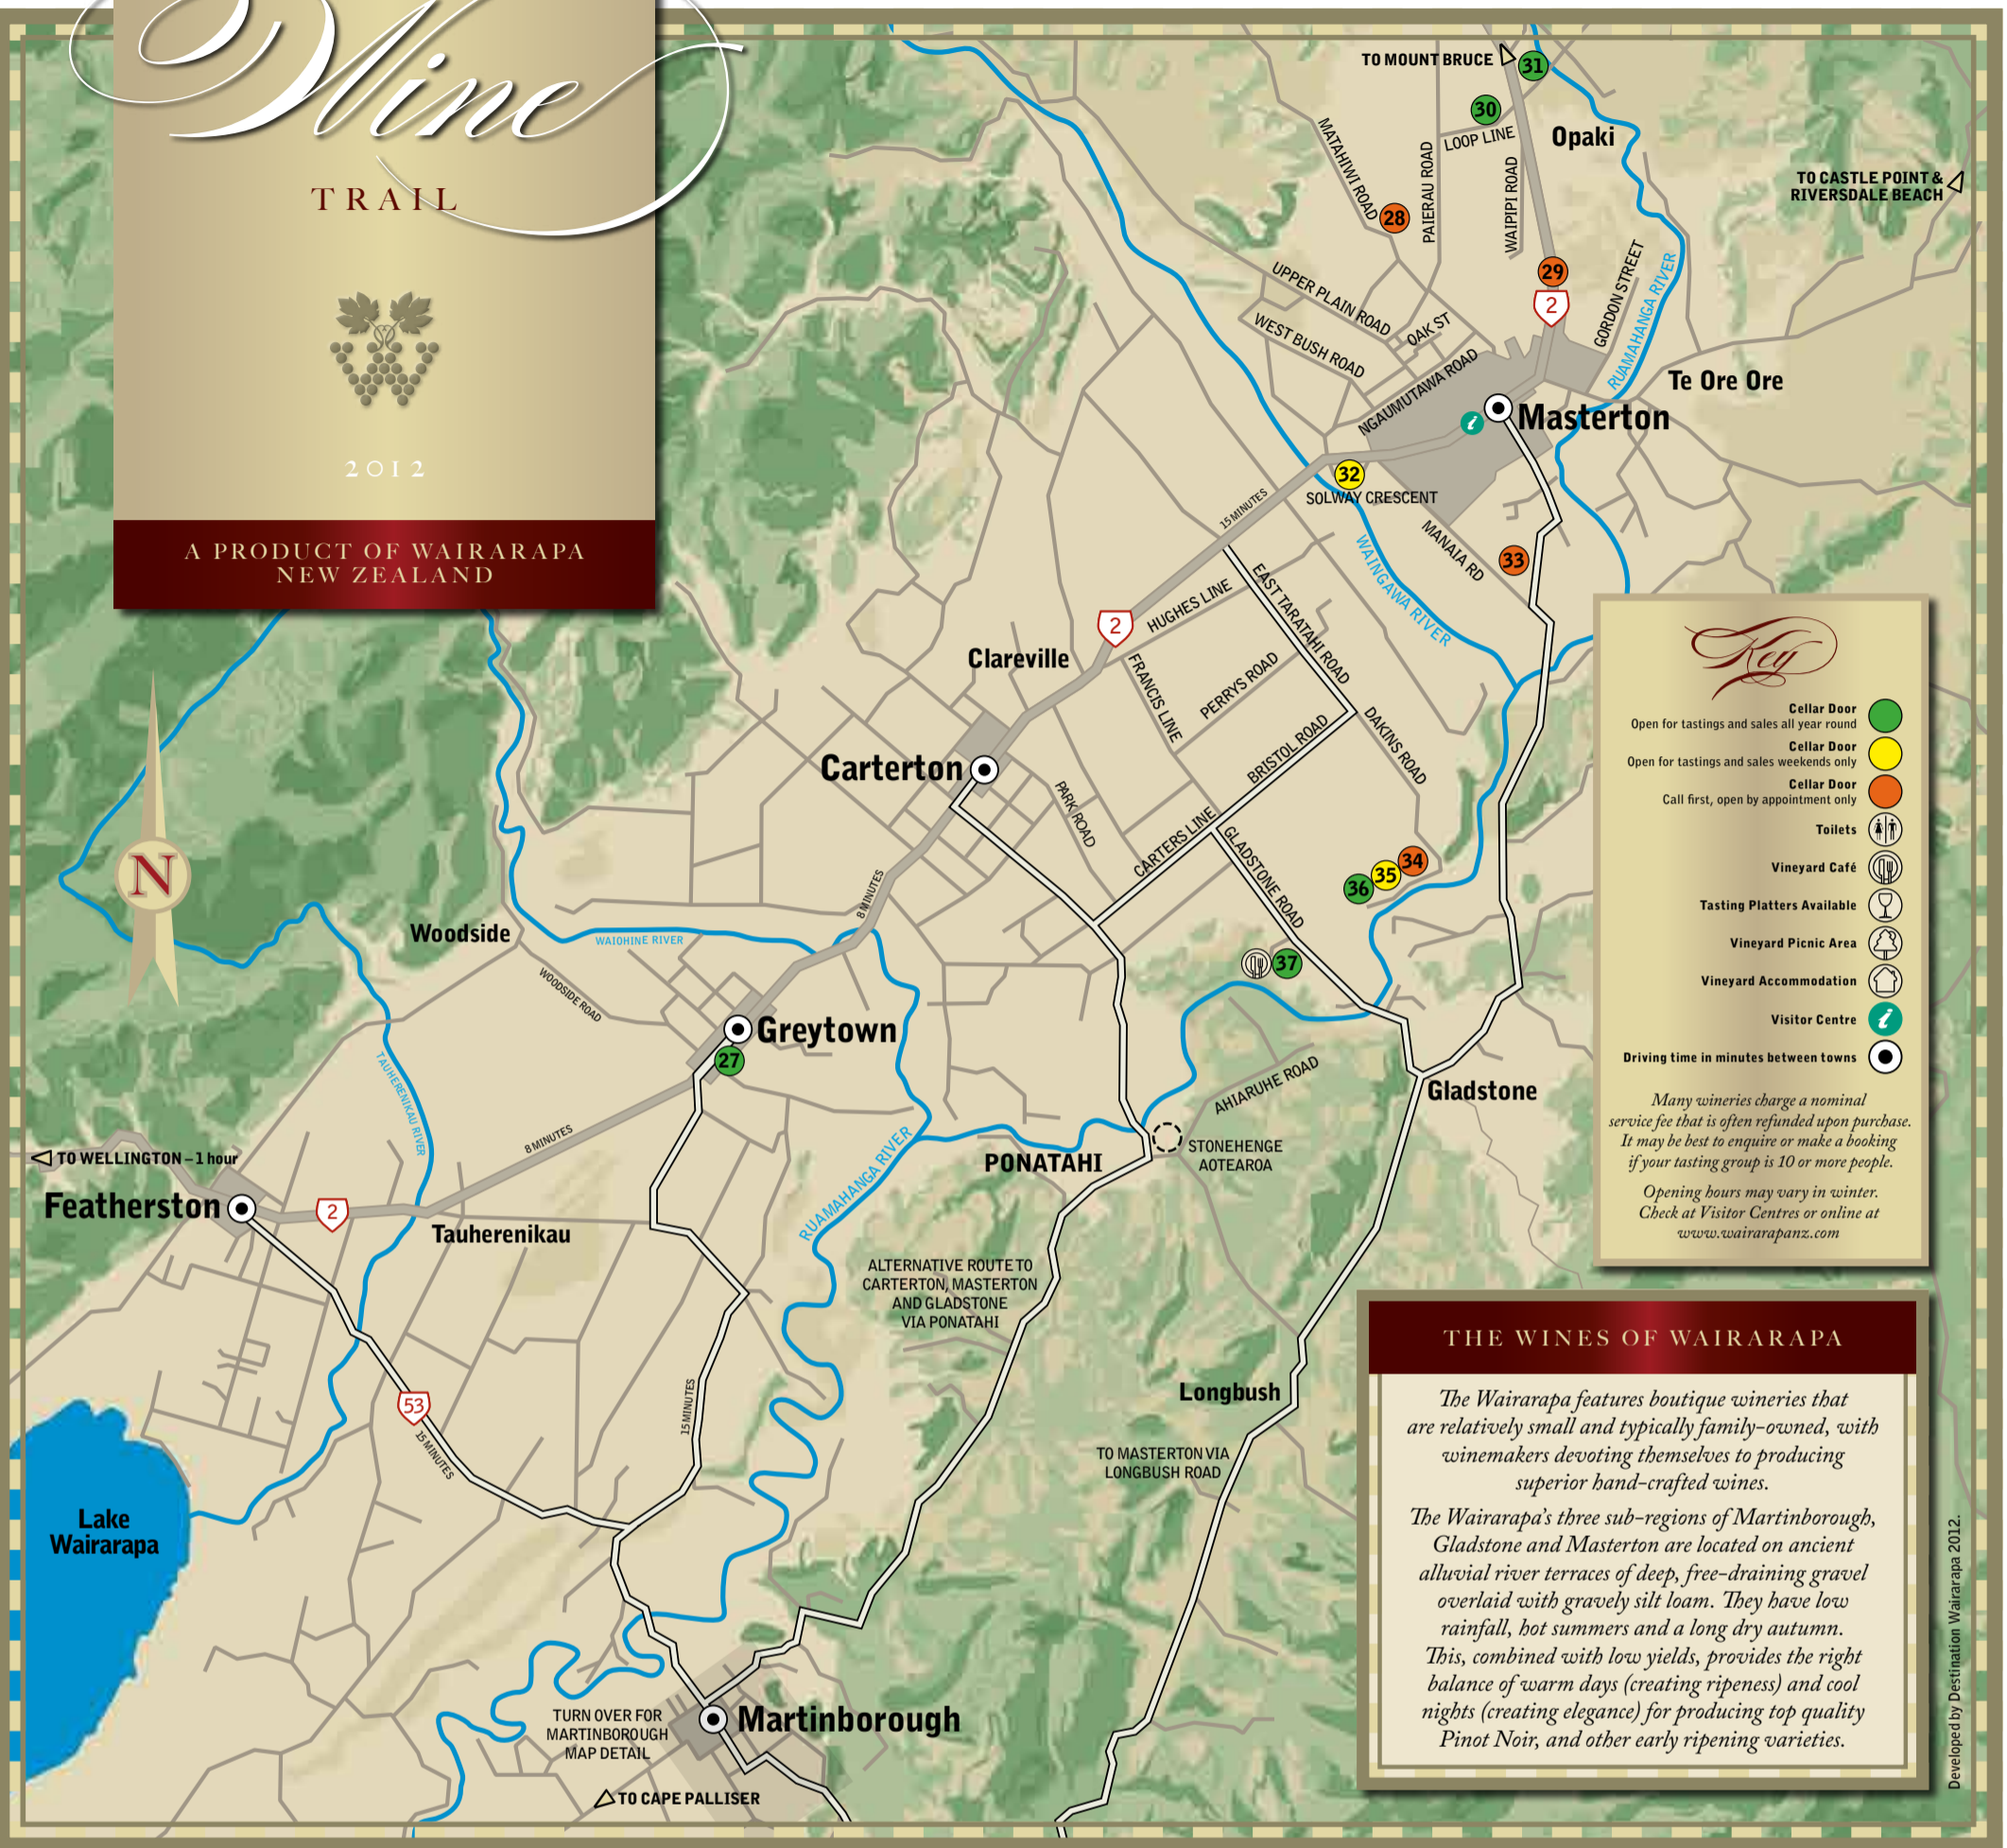 Wine
TRAIL
2012
A PRODUCT OF WAIRARAPA
NEW ZEALAND
TO MOUNT BRUCE
31
30
LOOP LINE
Opaki
MATAHIWI ROAD
PAIERAU ROAD
WAIPIPI ROAD
TO CASTLE POINT &
RIVERSDALE BEACH
28
29
2
GORDON STREET
RUAMAHANGA RIVER
UPPER PLAIN ROAD
WEST BUSH ROAD
OAK ST
NGAUMUTAWA ROAD
Te Ore Ore
Masterton
i
32
SOLWAY CRESCENT
15 MINUTES
MANAIA RD
33
WAINGAWA RIVER
EAST TARATAHI ROAD
HUGHES LINE
2
Clareville
FRANCIS LINE
PERRYS ROAD
BRISTOL ROAD
DAKINS ROAD
Carterton
PARK ROAD
CARTERS LINE
GLADSTONE ROAD
34
35
36
8 MINUTES
N
Woodside
WAIOHINE RIVER
WOODSIDE ROAD
37
Greytown
27
TAUHERENIKAU RIVER
AHIARUHE ROAD
Gladstone
8 MINUTES
RUAMAHANGA RIVER
PONATAHI
STONEHENGE
AOTEAROA
TO WELLINGTON – 1 hour
Featherston
2
Tauherenikau
ALTERNATIVE ROUTE TO
CARTERTON, MASTERTON
AND GLADSTONE
VIA PONATAHI
53
15 MINUTES
15 MINUTES
Longbush
TO MASTERTON VIA
LONGBUSH ROAD
Lake
Wairarapa
TURN OVER FOR
MARTINBOROUGH
MAP DETAIL
Martinborough
TO CAPE PALLISER
Key
Cellar Door
Open for tastings and sales all year round
Cellar Door
Open for tastings and sales weekends only
Cellar Door
Call first, open by appointment only
Toilets
Vineyard Café
Tasting Platters Available
Vineyard Picnic Area
Vineyard Accommodation
Visitor Centre
i
Driving time in minutes between towns
Many wineries charge a nominal
service fee that is often refunded upon purchase.
It may be best to enquire or make a booking
if your tasting group is 10 or more people.
Opening hours may vary in winter.
Check at Visitor Centres or online at
www.wairarapanz.com
THE WINES OF WAIRARAPA
The Wairarapa features boutique wineries that
are relatively small and typically family-owned, with
winemakers devoting themselves to producing
superior hand-crafted wines.
The Wairarapa's three sub-regions of Martinborough,
Gladstone and Masterton are located on ancient
alluvial river terraces of deep, free-draining gravel
overlaid with gravely silt loam. They have low
rainfall, hot summers and a long dry autumn.
This, combined with low yields, provides the right
balance of warm days (creating ripeness) and cool
nights (creating elegance) for producing top quality
Pinot Noir, and other early ripening varieties.
Developed by Destination Wairarapa 2012.